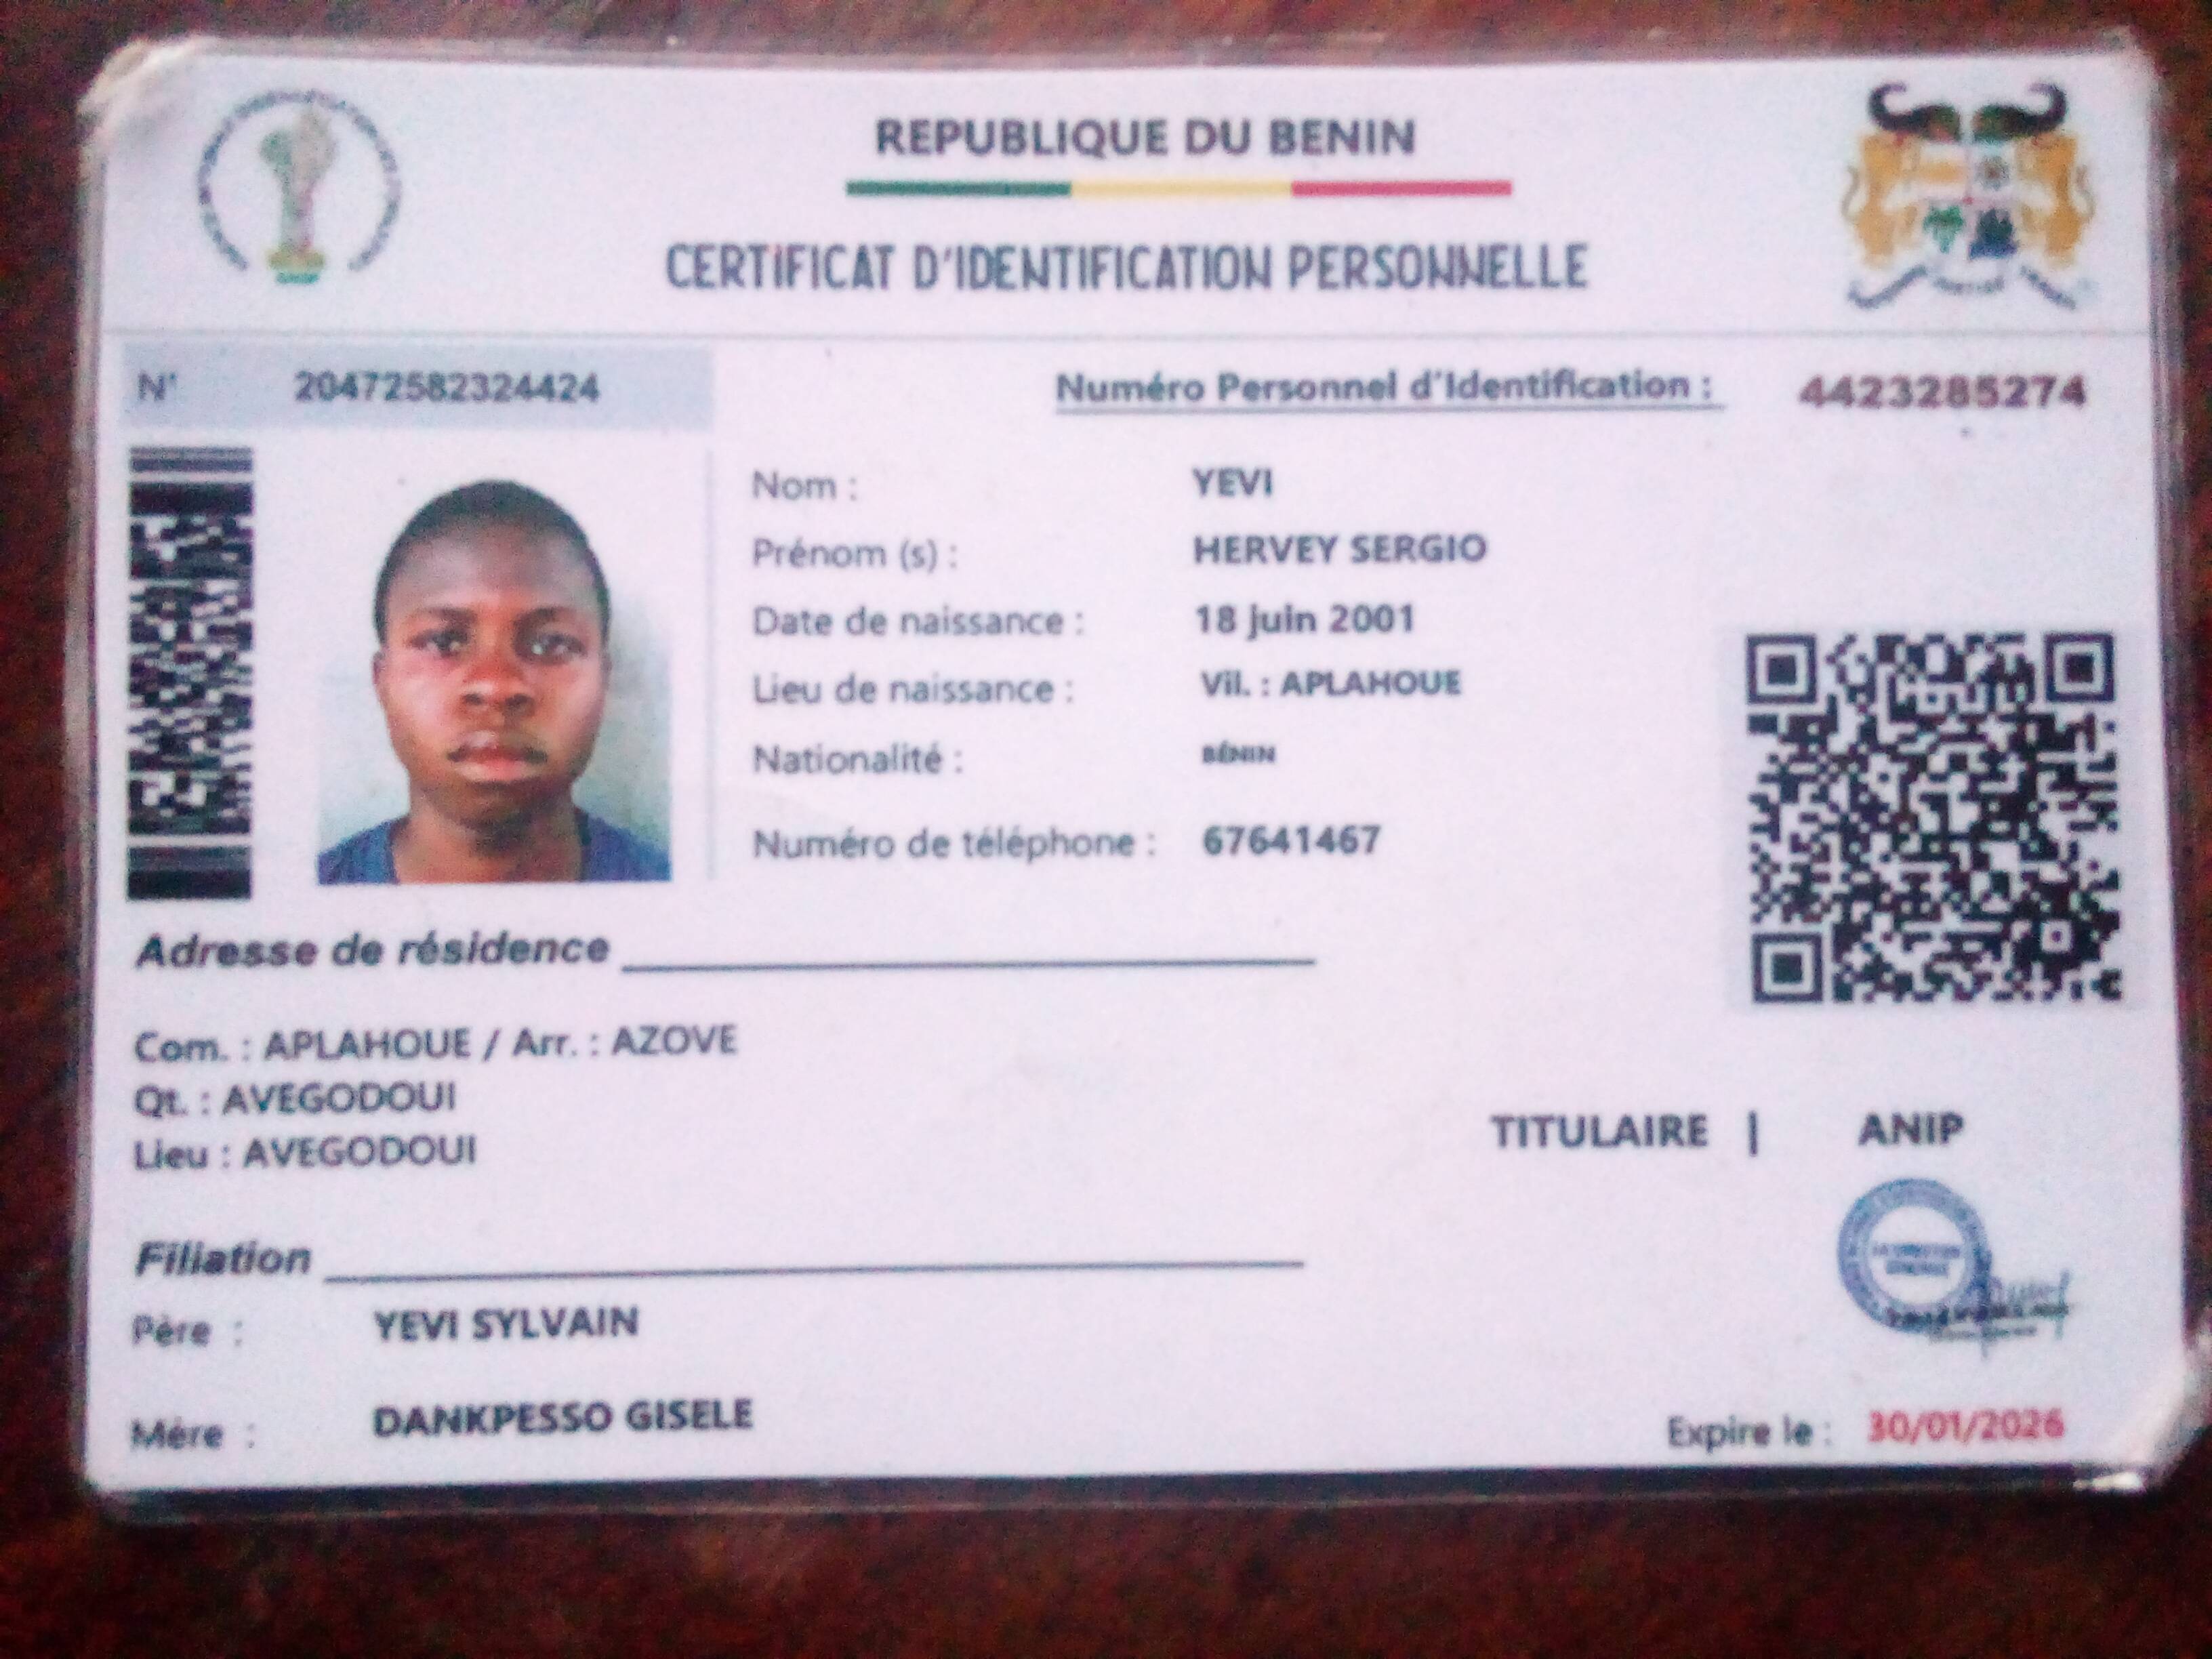 REPUBLIQUE DU BENIN
CERTIFICAT D'IDENTIFICATION PERSONNELLE
N° 20472582324424
Numéro Personnel d'Identification : 4423285274
Nom : YEVI
Prénom (s) : HERVEY SERGIO
Date de naissance : 18 juin 2001
Lieu de naissance : Vil. : APLAHOUE
Nationalité : BÉNIN
Numéro de téléphone : 67641467
Adresse de résidence
Com. : APLAHOUE / Arr. : AZOVE
Qt. : AVEGODOUI
Lieu : AVEGODOUI
TITULAIRE | ANIP
Filiation
Père : YEVI SYLVAIN
Mère : DANKPESSO GISELE
Expire le : 30/01/2026